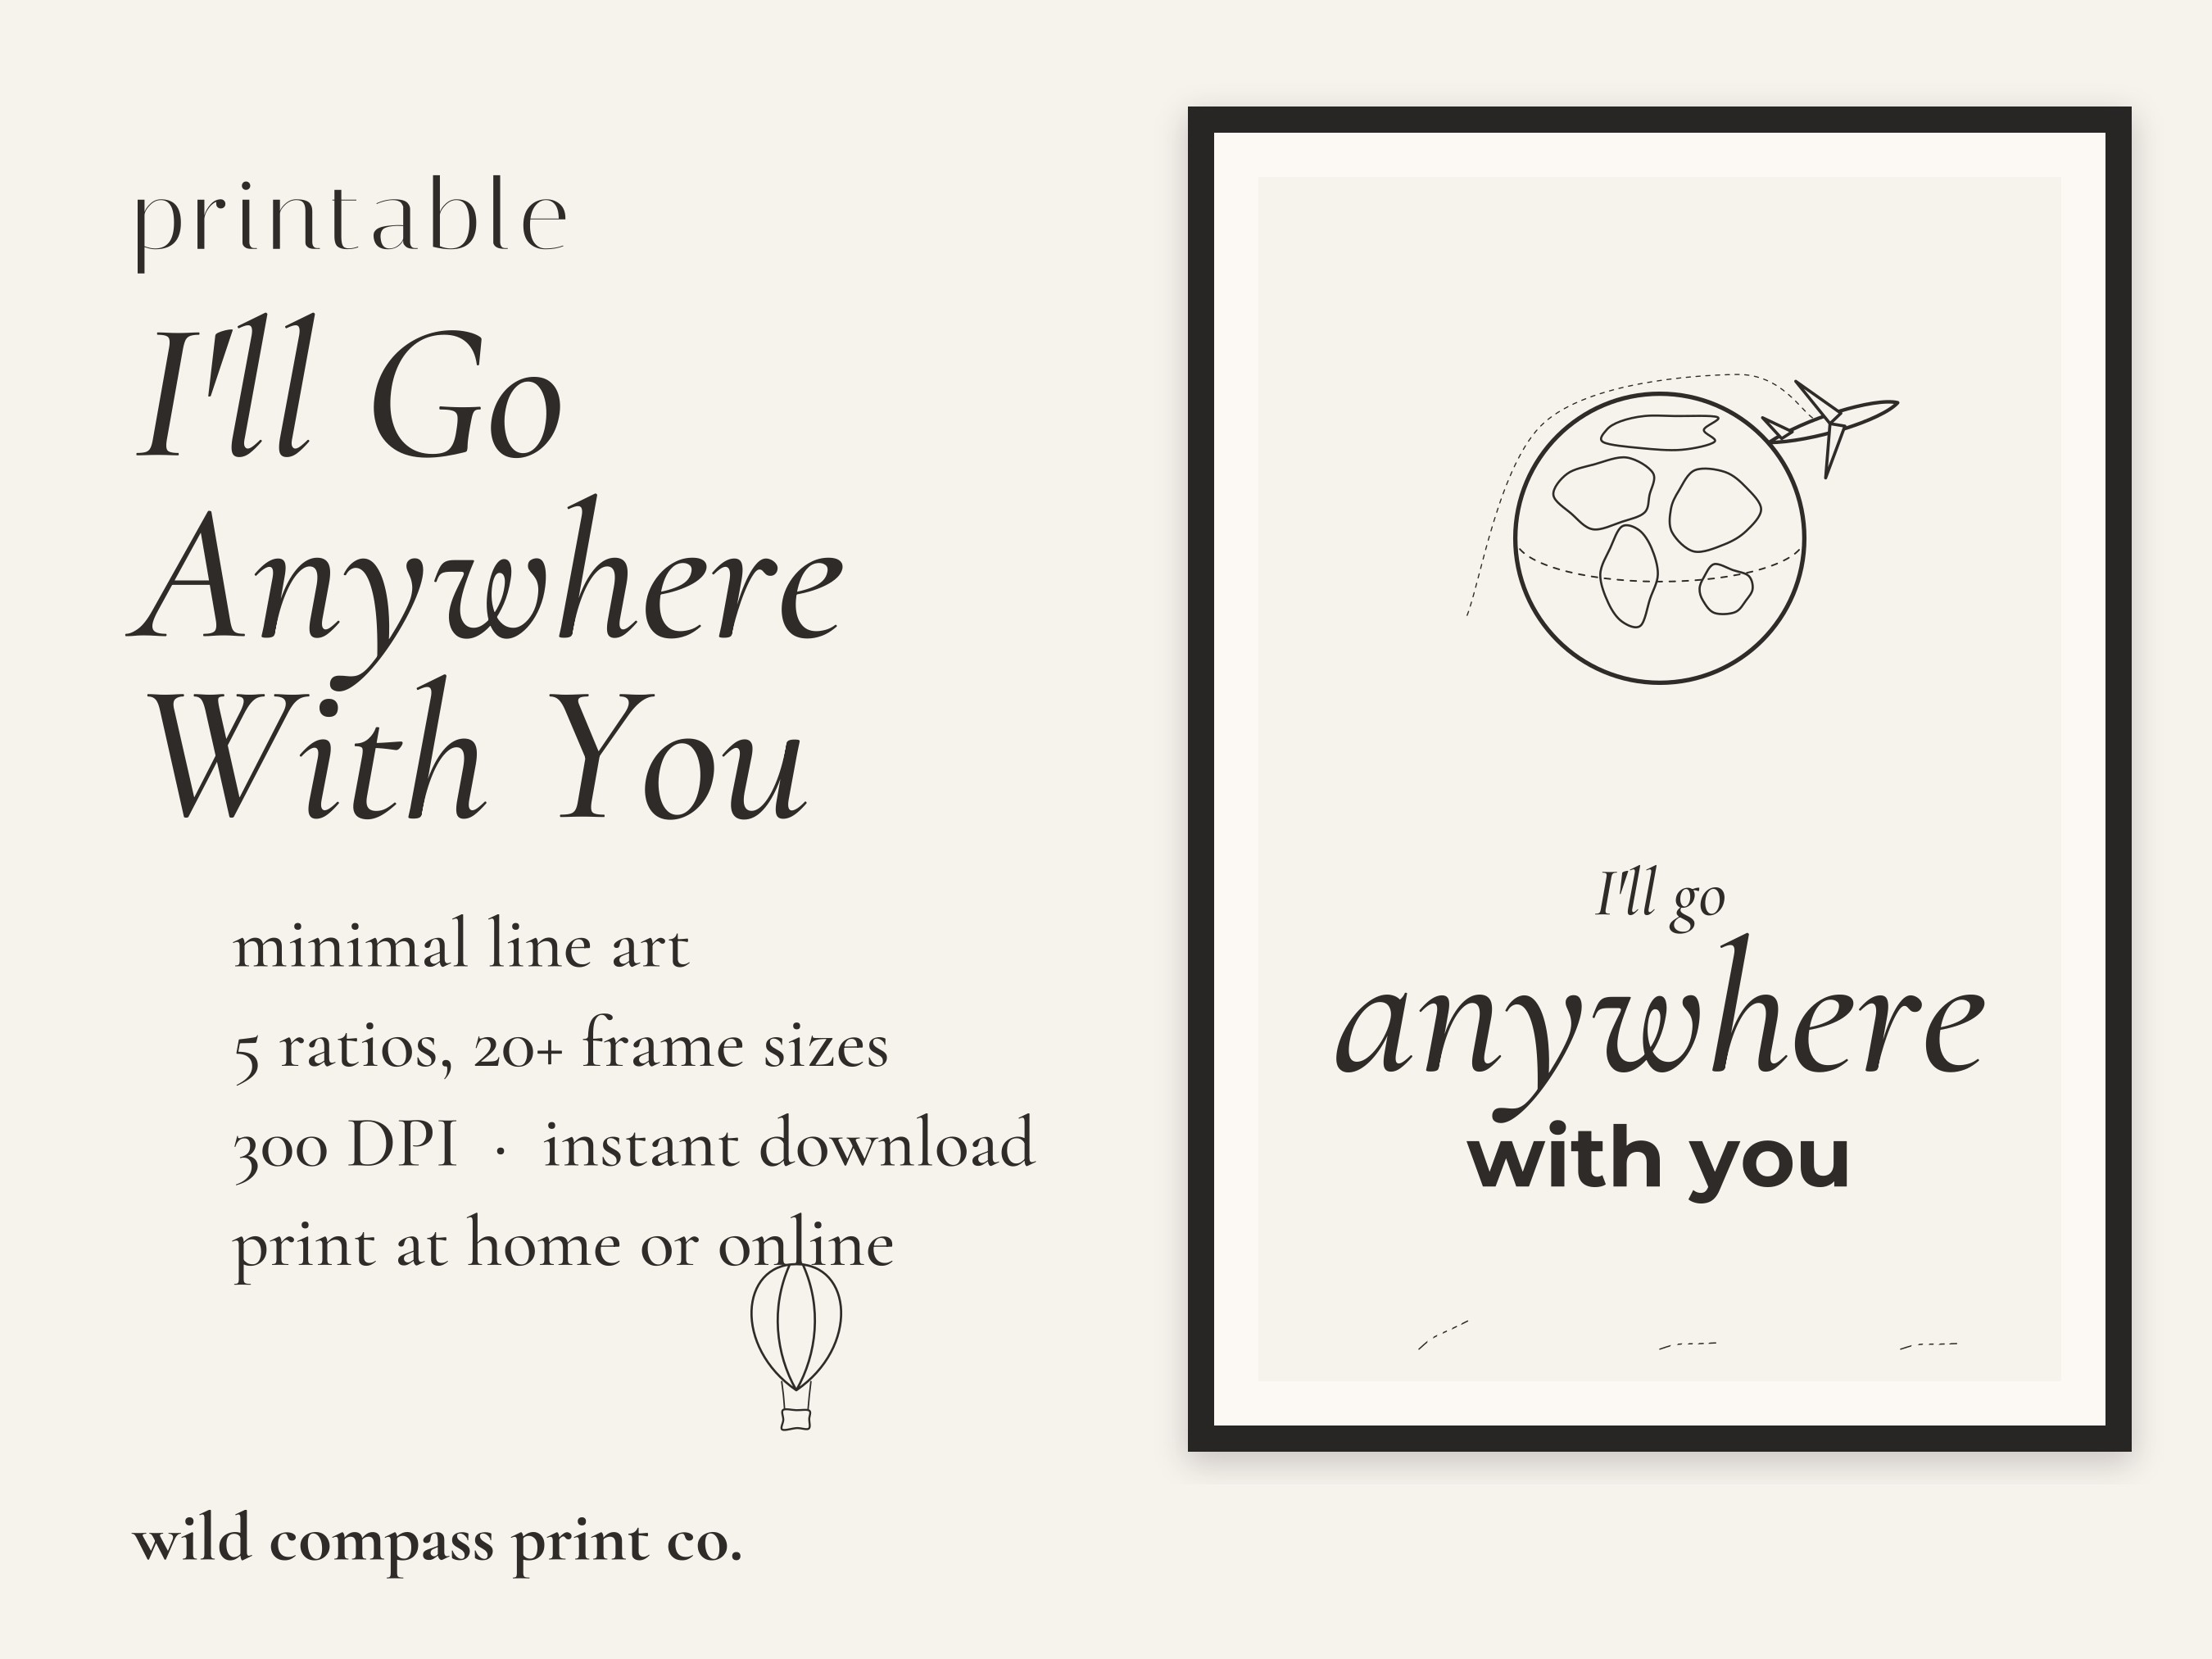 printable
I'll Go
Anywhere
With You
minimal line art
5 ratios, 20+ frame sizes
300 DPI · instant download
print at home or online
wild compass print co.
I'll go
anywhere
with you